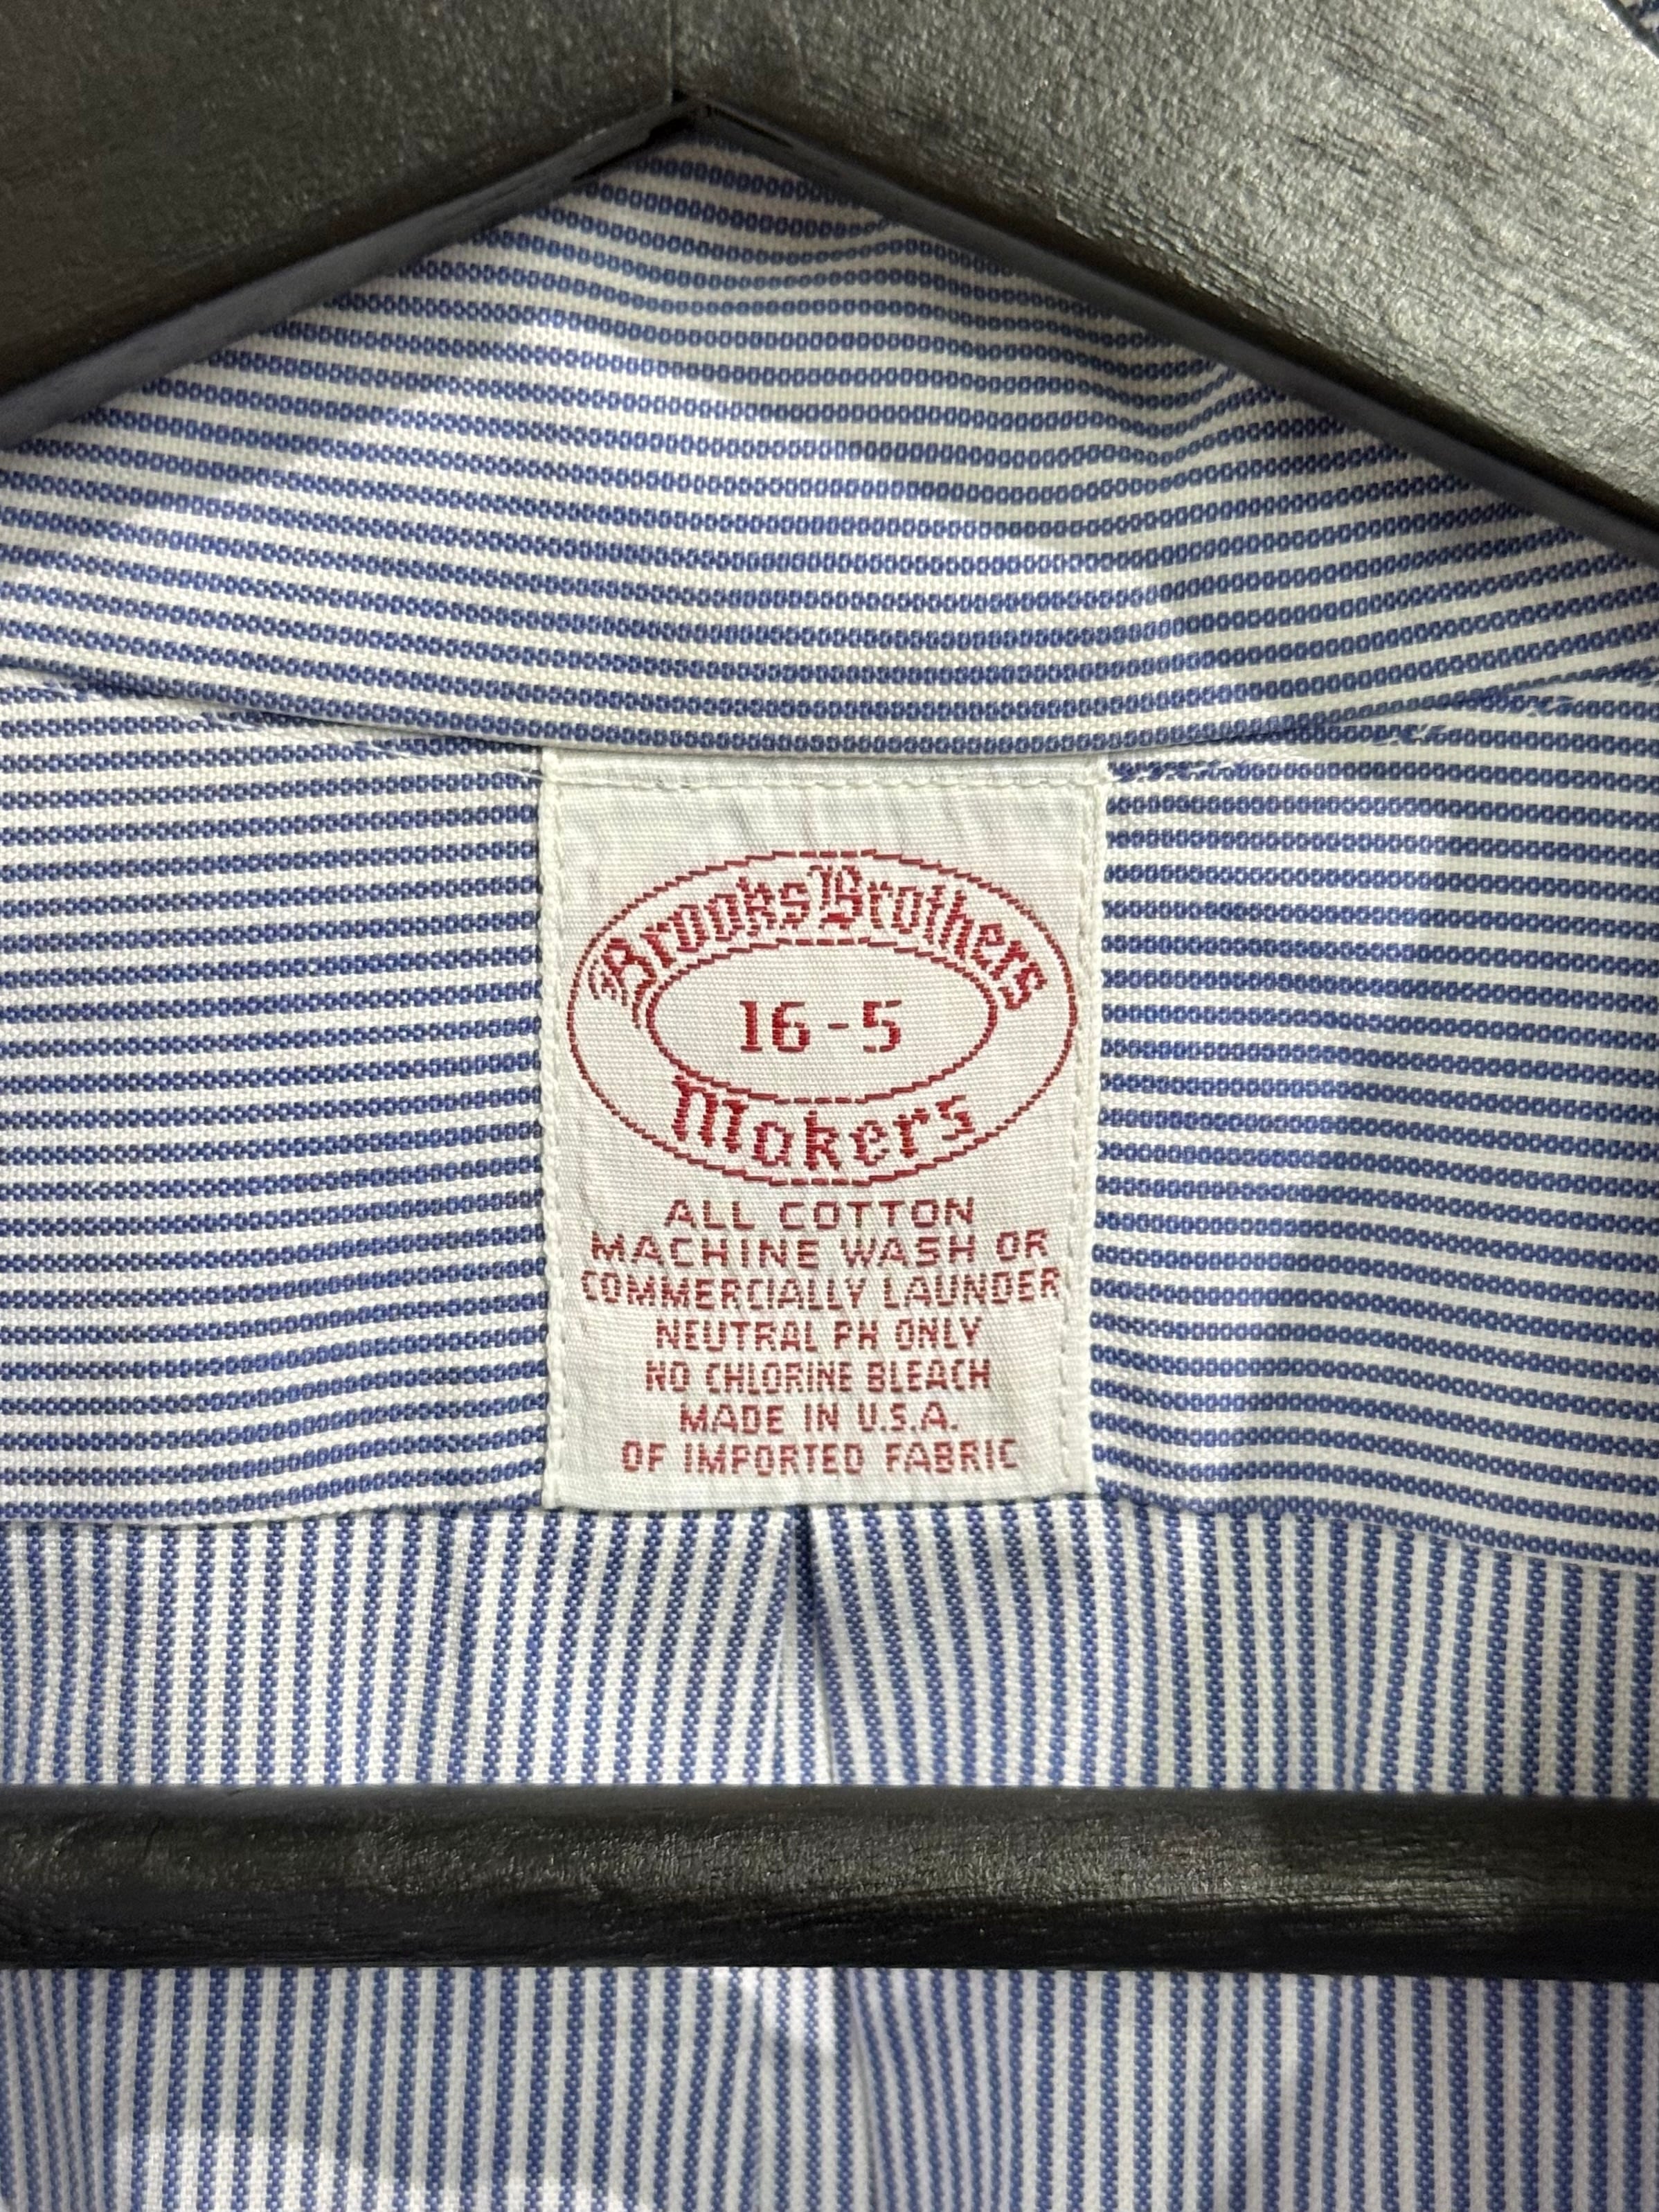 Brooks Brothers
16-5
Makers
ALL COTTON
MACHINE WASH OR
COMMERCIALLY LAUNDER
NEUTRAL PH ONLY
NO CHLORINE BLEACH
MADE IN U.S.A.
OF IMPORTED FABRIC